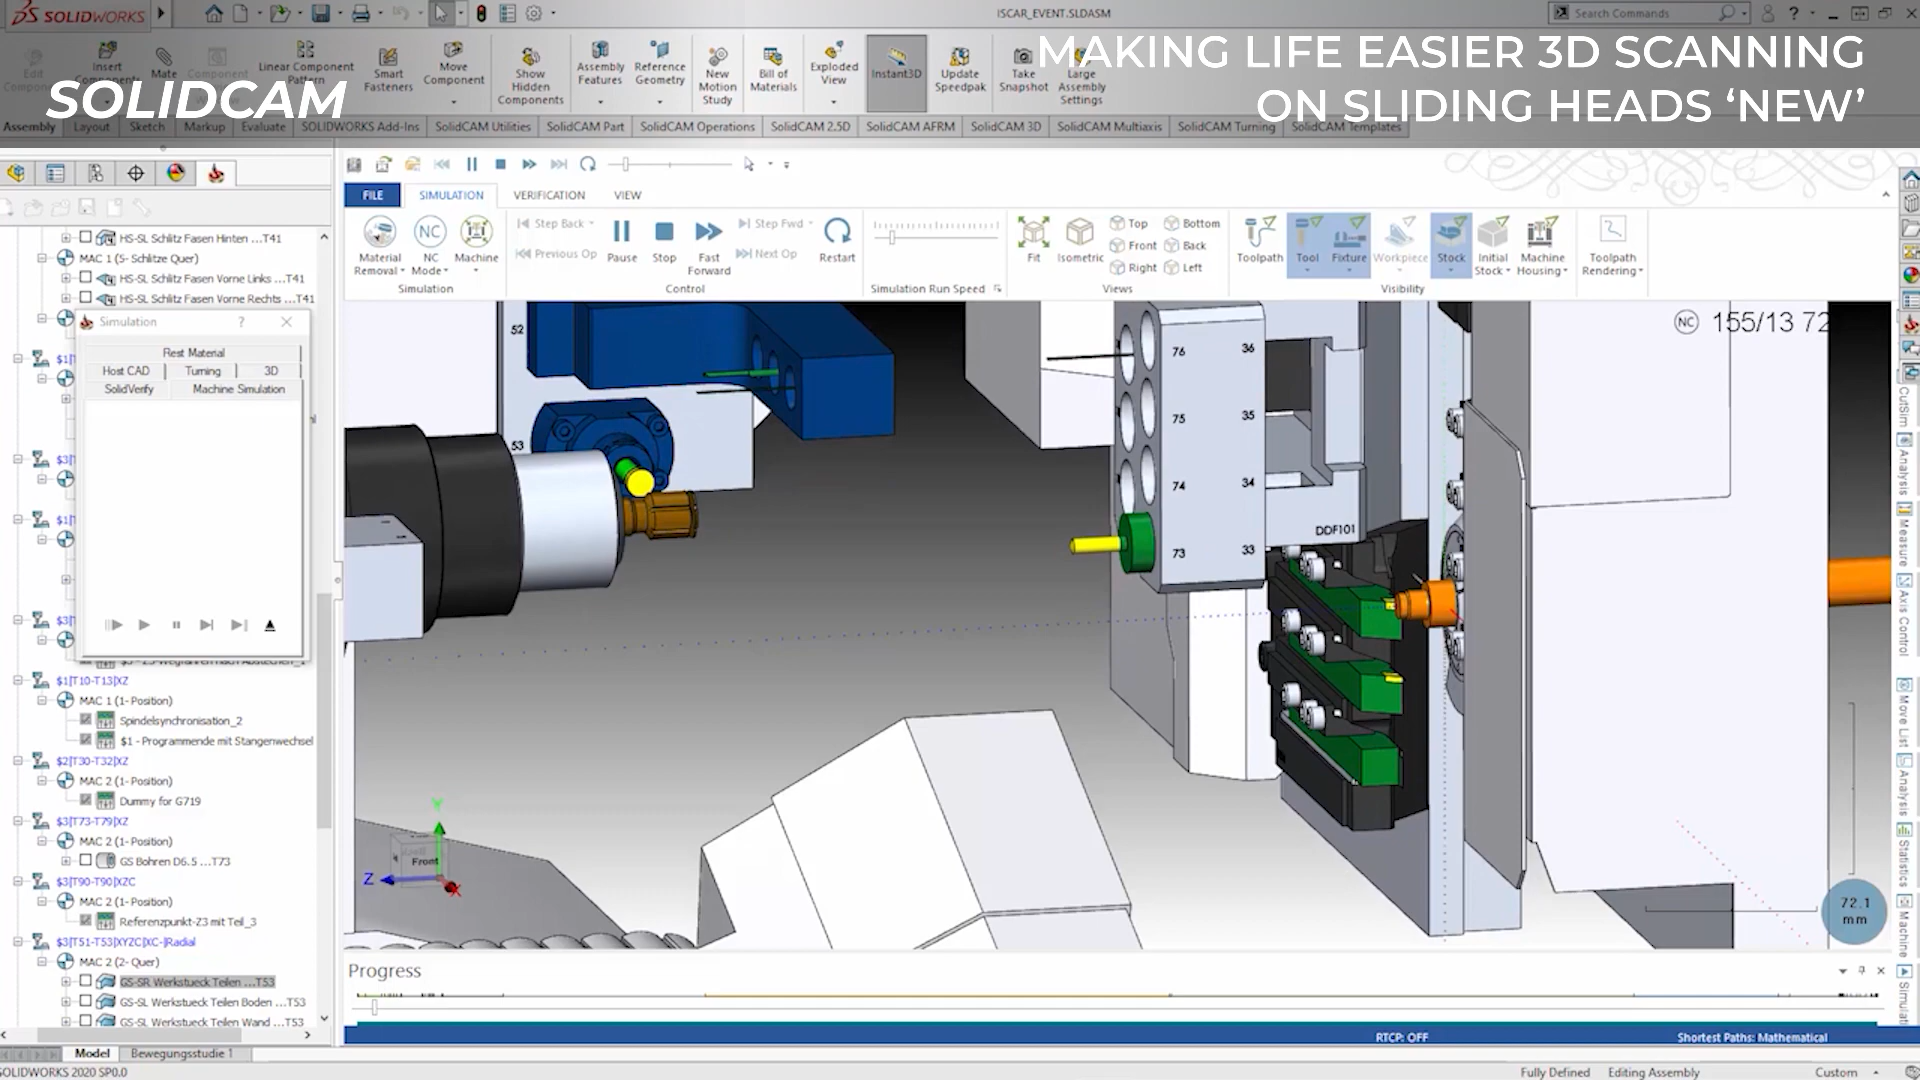 SOLIDWORKS
ISCAR_EVENT.SLDASM
Search Commands
MAKING LIFE EASIER 3D SCANNING
ON SLIDING HEADS ‘NEW’
SOLIDCAM
Edit
Insert
Mate
Linear Component
Pattern
Smart
Fasteners
Move
Component
Show
Hidden
Components
Assembly
Features
Reference
Geometry
New
Motion
Study
Bill of
Materials
Exploded
View
Instant3D
Update
Speedpak
Take
Snapshot
Large
Assembly
Settings
Assembly
Layout
Sketch
Markup
Evaluate
SOLIDWORKS Add-Ins
SolidCAM Utilities
SolidCAM Part
SolidCAM Operations
SolidCAM 2.5D
SolidCAM AFRM
SolidCAM 3D
SolidCAM Multiaxis
SolidCAM Turning
SolidCAM Templates
FILE
SIMULATION
VERIFICATION
VIEW
Material
Removal
NC
Mode
Machine
Simulation
Step Back
Previous Op
Pause
Stop
Fast
Forward
Step Fwd
Next Op
Restart
Control
Simulation Run Speed
Fit
Isometric
Top
Front
Right
Bottom
Back
Left
Views
Toolpath
Tool
Fixture
Workpiece
Stock
Initial
Stock
Machine
Housing
Visibility
Toolpath
Rendering
HS-SL Schlitz Fasen Hinten ...T41
MAC 1 (5- Schlitze Quer)
HS-SL Schlitz Fasen Vorne Links ...T41
HS-SL Schlitz Fasen Vorne Rechts ...T41
Simulation
Rest Material
Host CAD
Turning
3D
SolidVerify
Machine Simulation
$1|T10-T13|XZ
MAC 1 (1- Position)
Spindelsynchronisation_2
$1 - Programmende mit Stangenwechsel
$2|T30-T32|XZ
MAC 2 (1- Position)
Dummy for G719
$3|T73-T79|XZ
MAC 2 (1- Position)
GS Bohren D6.5 ...T73
$3|T90-T90|XZC
MAC 2 (1- Position)
Referenzpunkt-Z3 mit Teil_3
$3|T51-T53|XYZC|XC-|Radial
MAC 2 (2- Quer)
GS-SR Werkstueck Teilen ...T53
GS-SL Werkstueck Teilen Boden ...T53
GS-SL Werkstueck Teilen Wand ...T53
52
53
76
36
75
35
74
34
73
33
DDF101
NC 155/13 72
Y
Z
X
Front
72.1
mm
CutSim
Analysis
Measure
Axis Control
Move List
Analysis
Statistics
Machine
Progress
RTCP: OFF
Shortest Paths: Mathematical
Model
Bewegungsstudie 1
SOLIDWORKS 2020 SP0.0
Fully Defined
Editing Assembly
Custom